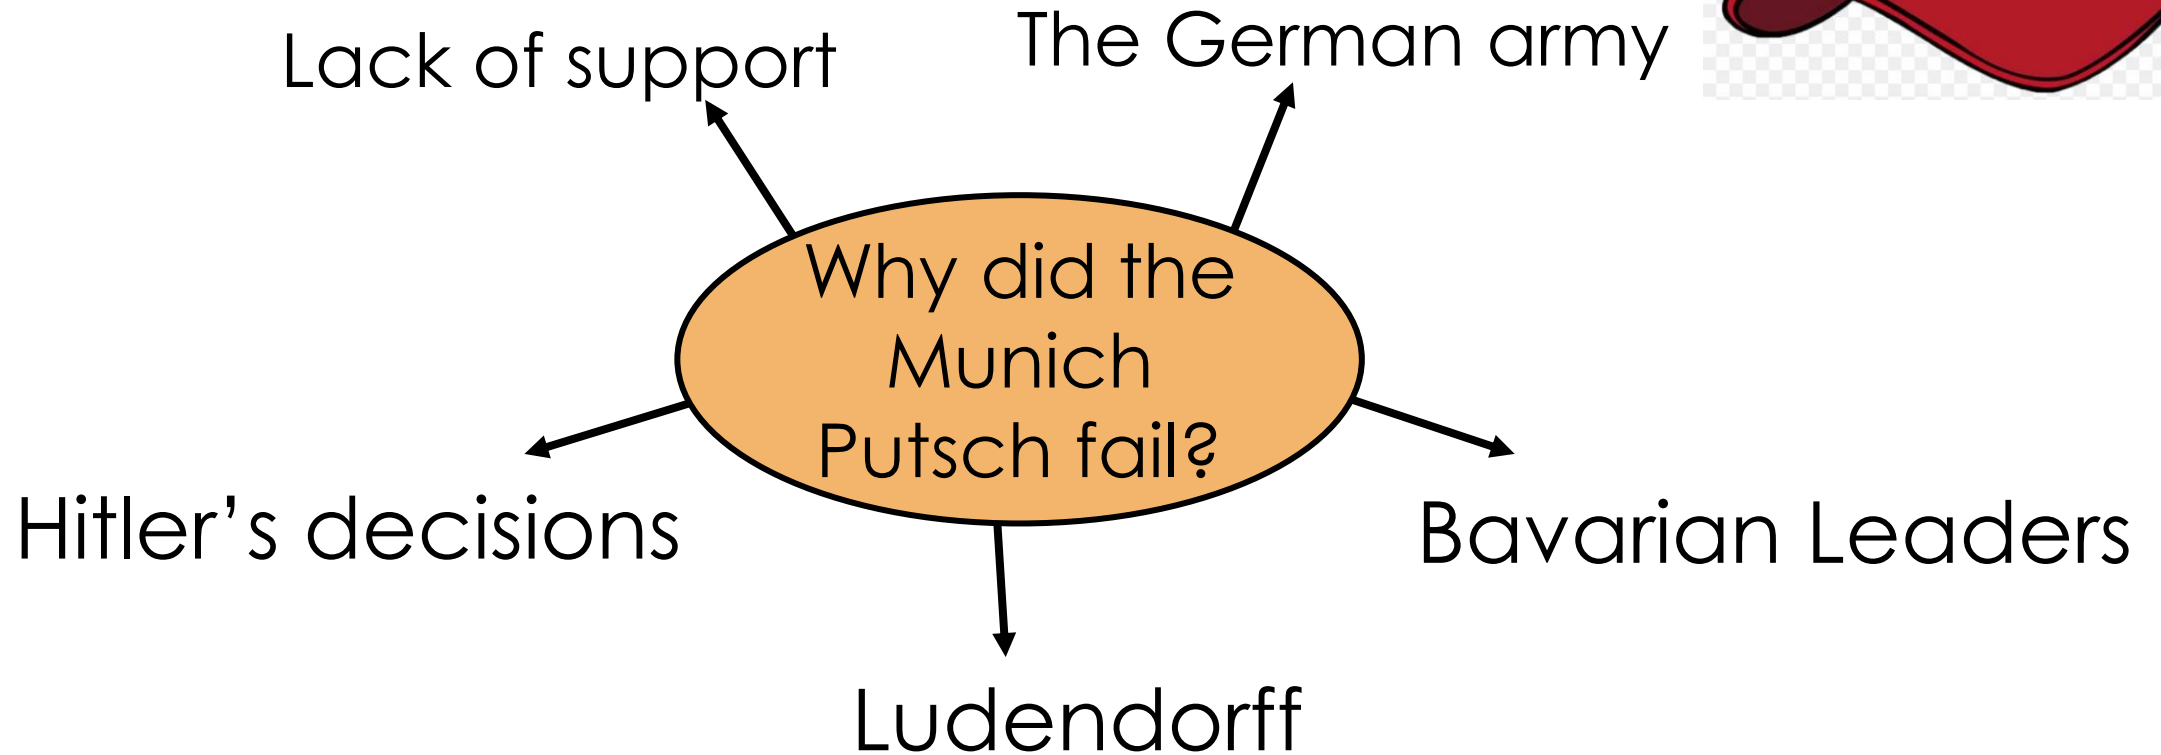 Lack of support
The German army
Why did the
Munich
Putsch fail?
Hitler’s decisions
Bavarian Leaders
Ludendorff